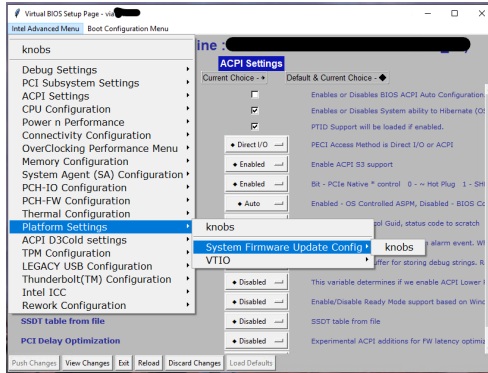 Virtual BIOS Setup Page - via
Intel Advanced Menu Boot Configuration Menu
knobs
Debug Settings
PCI Subsystem Settings
ACPI Settings
CPU Configuration
Power n Performance
Connectivity Configuration
OverClocking Performance Menu
Memory Configuration
System Agent (SA) Configuration
PCH-IO Configuration
PCH-FW Configuration
Thermal Configuration
Platform Settings
ACPI D3Cold settings
TPM Configuration
LEGACY USB Configuration
Thunderbolt(TM) Configuration
Intel ICC
Rework Configuration
knobs
System Firmware Update Config
VTIO
knobs
ine :
ACPI Settings
Current Choice - Default & Current Choice -
Enables or Disables BIOS ACPI Auto Configuration.
Enables or Disables System ability to Hibernate (OS
PTID Support will be loaded if enabled.
Direct I/O PECI Access Method is Direct I/O or ACPI
Enabled Enable ACPI S3 support
Enabled Bit - PCIe Native * control 0 - ~ Hot Plug 1 - SH
Auto Enabled - OS Controlled ASPM, Disabled - BIOS Co
col Guid, status code to scratch
alarm event. Wh
uffer for storing debug strings. R
Disabled This variable determines if we enable ACPI Lower
Disabled Enable/Disable Ready Mode support based on Winc
SSDT table from file Disabled SSDT table from file
PCI Delay Optimization Disabled Experimental ACPI additions for FW latency optimiz
Push Changes View Changes Exit Reload Discard Changes Load Defaults